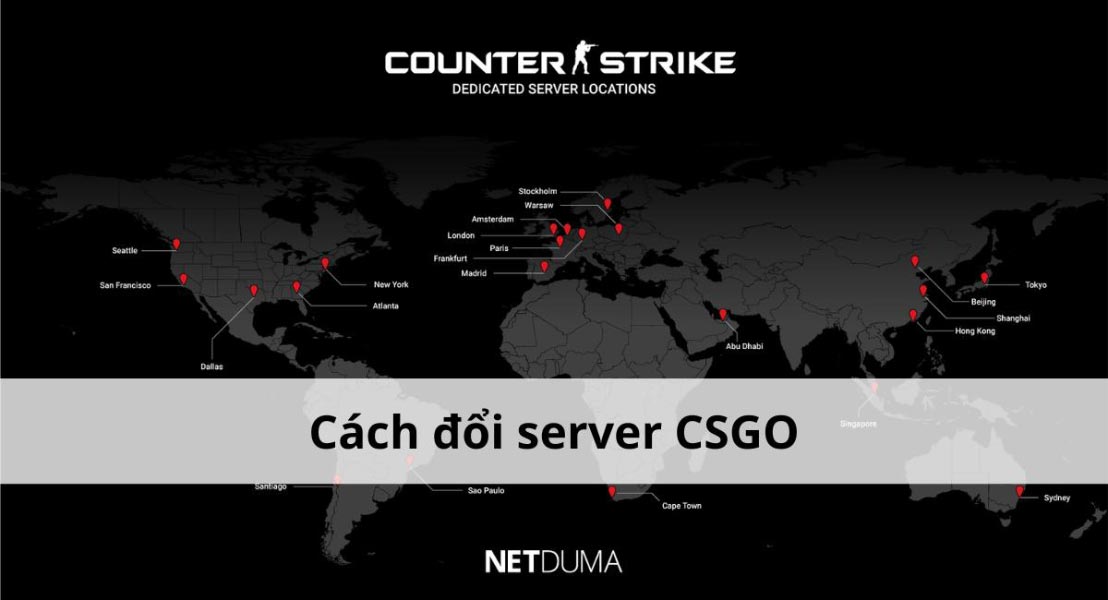 COUNTER STRIKE
DEDICATED SERVER LOCATIONS
Stockholm
Warsaw
Amsterdam
London
Paris
Frankfurt
Madrid
Seattle
San Francisco
New York
Atlanta
Dallas
Tokyo
Beijing
Shanghai
Hong Kong
Abu Dhabi
Singapore
Cách đổi server CSGO
Santiago
Sao Paulo
Cape Town
Sydney
NETDUMA